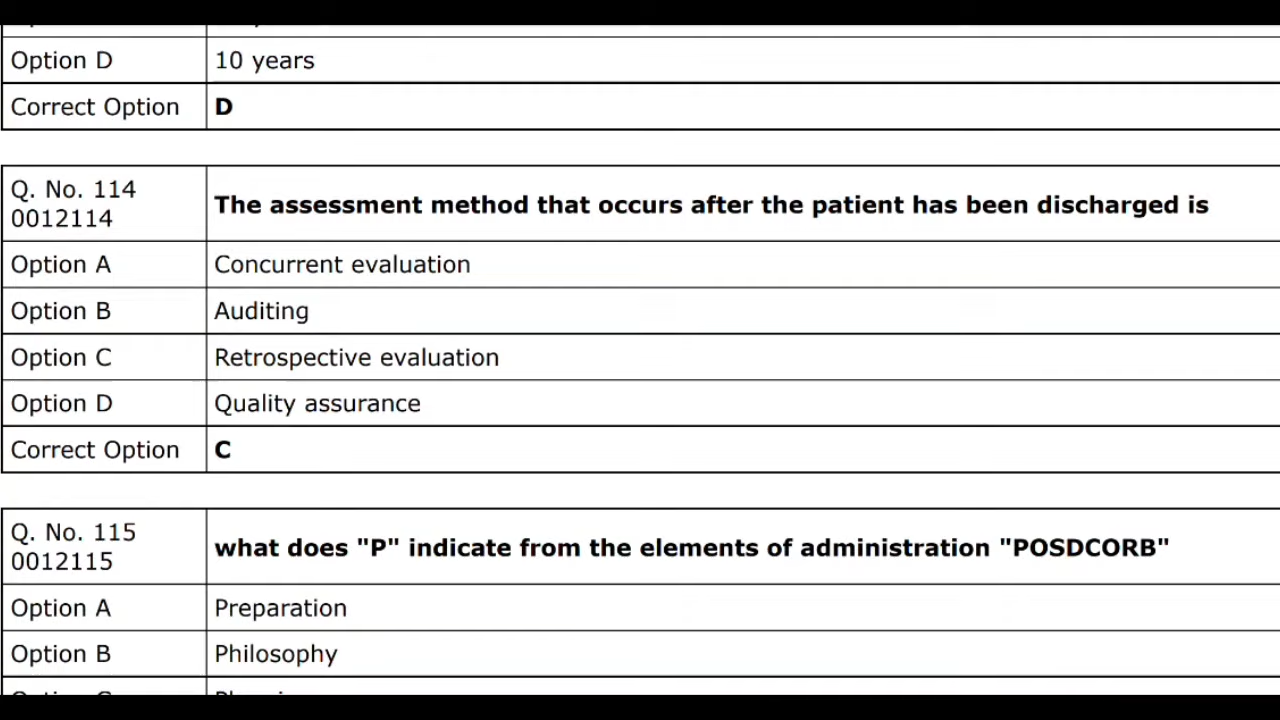 Option D 10 years
Correct Option D
Q. No. 114
0012114
The assessment method that occurs after the patient has been discharged is
Option A Concurrent evaluation
Option B Auditing
Option C Retrospective evaluation
Option D Quality assurance
Correct Option C
Q. No. 115
0012115
what does "P" indicate from the elements of administration "POSDCORB"
Option A Preparation
Option B Philosophy